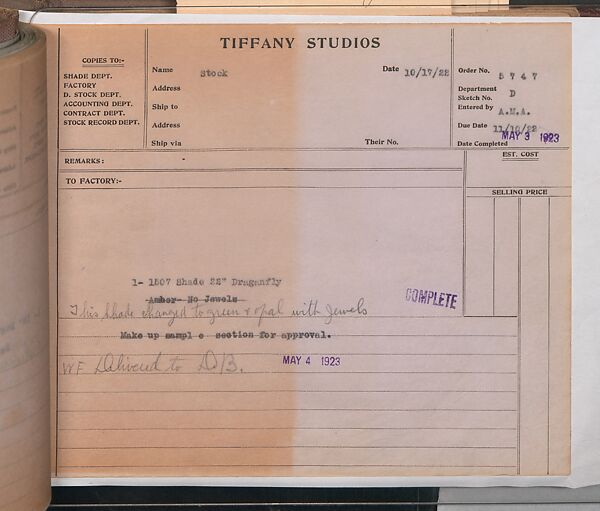 TIFFANY STUDIOS
COPIES TO:-
SHADE DEPT.
FACTORY
D. STOCK DEPT.
ACCOUNTING DEPT.
CONTRACT DEPT.
STOCK RECORD DEPT.
Name Stock Date 10/17/22
Address
Ship to
Address
Ship via Their No.
Order No. 5747
Department D
Sketch No.
Entered by A.M.A.
Due Date 11/16/22
MAY 3 1923
Date Completed
REMARKS:
EST. COST
TO FACTORY:-
SELLING PRICE
1- 1507 Shade 22" Dragonfly
Amber- No Jewels
COMPLETE
This shade changed to green & opal with Jewels
Make up sample section for approval.
WF Delivered to D/B. MAY 4 1923